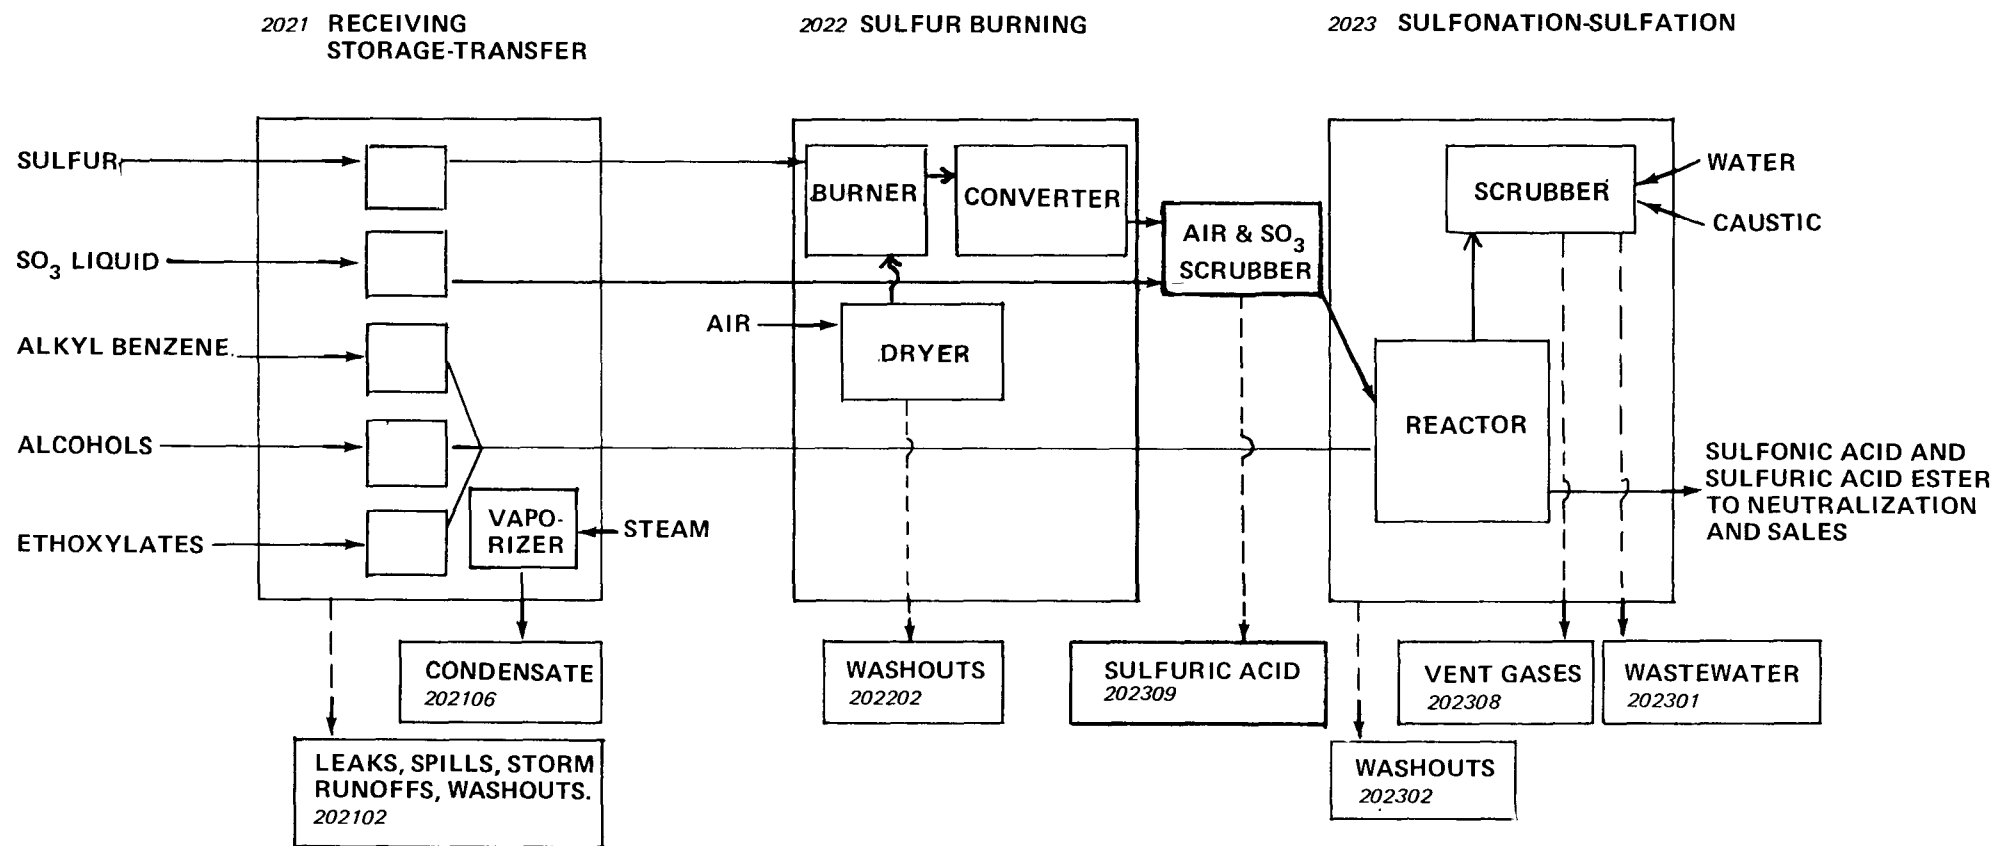 2021 RECEIVING
STORAGE-TRANSFER
2022 SULFUR BURNING
2023 SULFONATION-SULFATION
SULFUR
SO3 LIQUID
ALKYL BENZENE
ALCOHOLS
ETHOXYLATES
VAPO-
RIZER
STEAM
CONDENSATE
202106
LEAKS, SPILLS, STORM
RUNOFFS, WASHOUTS.
202102
BURNER
CONVERTER
AIR
DRYER
WASHOUTS
202202
AIR & SO3
SCRUBBER
SULFURIC ACID
202309
SCRUBBER
WATER
CAUSTIC
REACTOR
SULFONIC ACID AND
SULFURIC ACID ESTER
TO NEUTRALIZATION
AND SALES
VENT GASES
202308
WASTEWATER
202301
WASHOUTS
202302